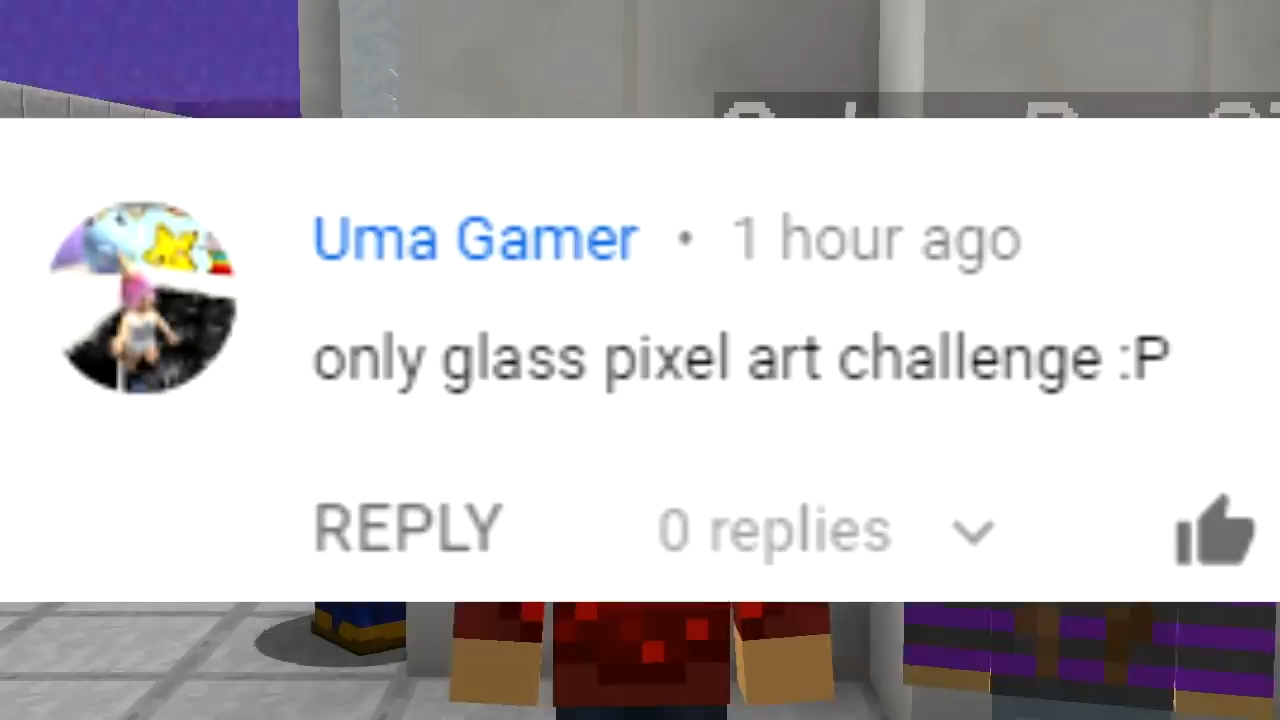 Uma Gamer • 1 hour ago
only glass pixel art challenge :P
REPLY 0 replies